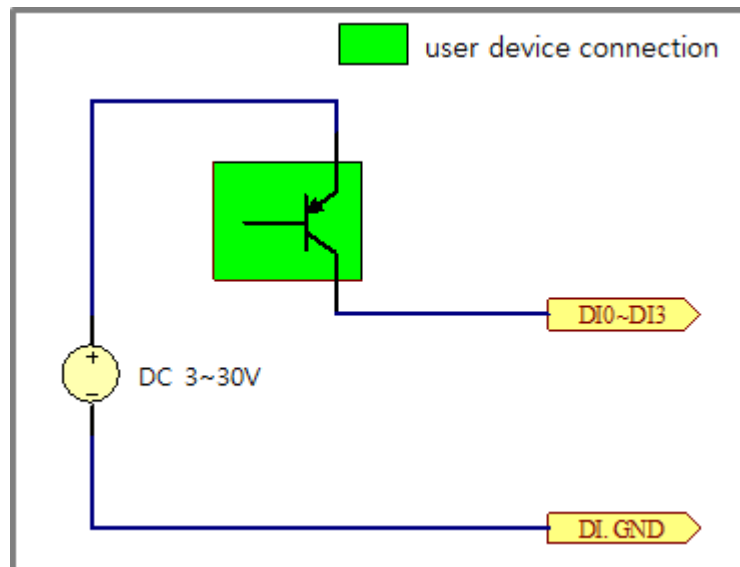 user device connection
DI0~DI3
+
DC 3~30V
−
DI. GND